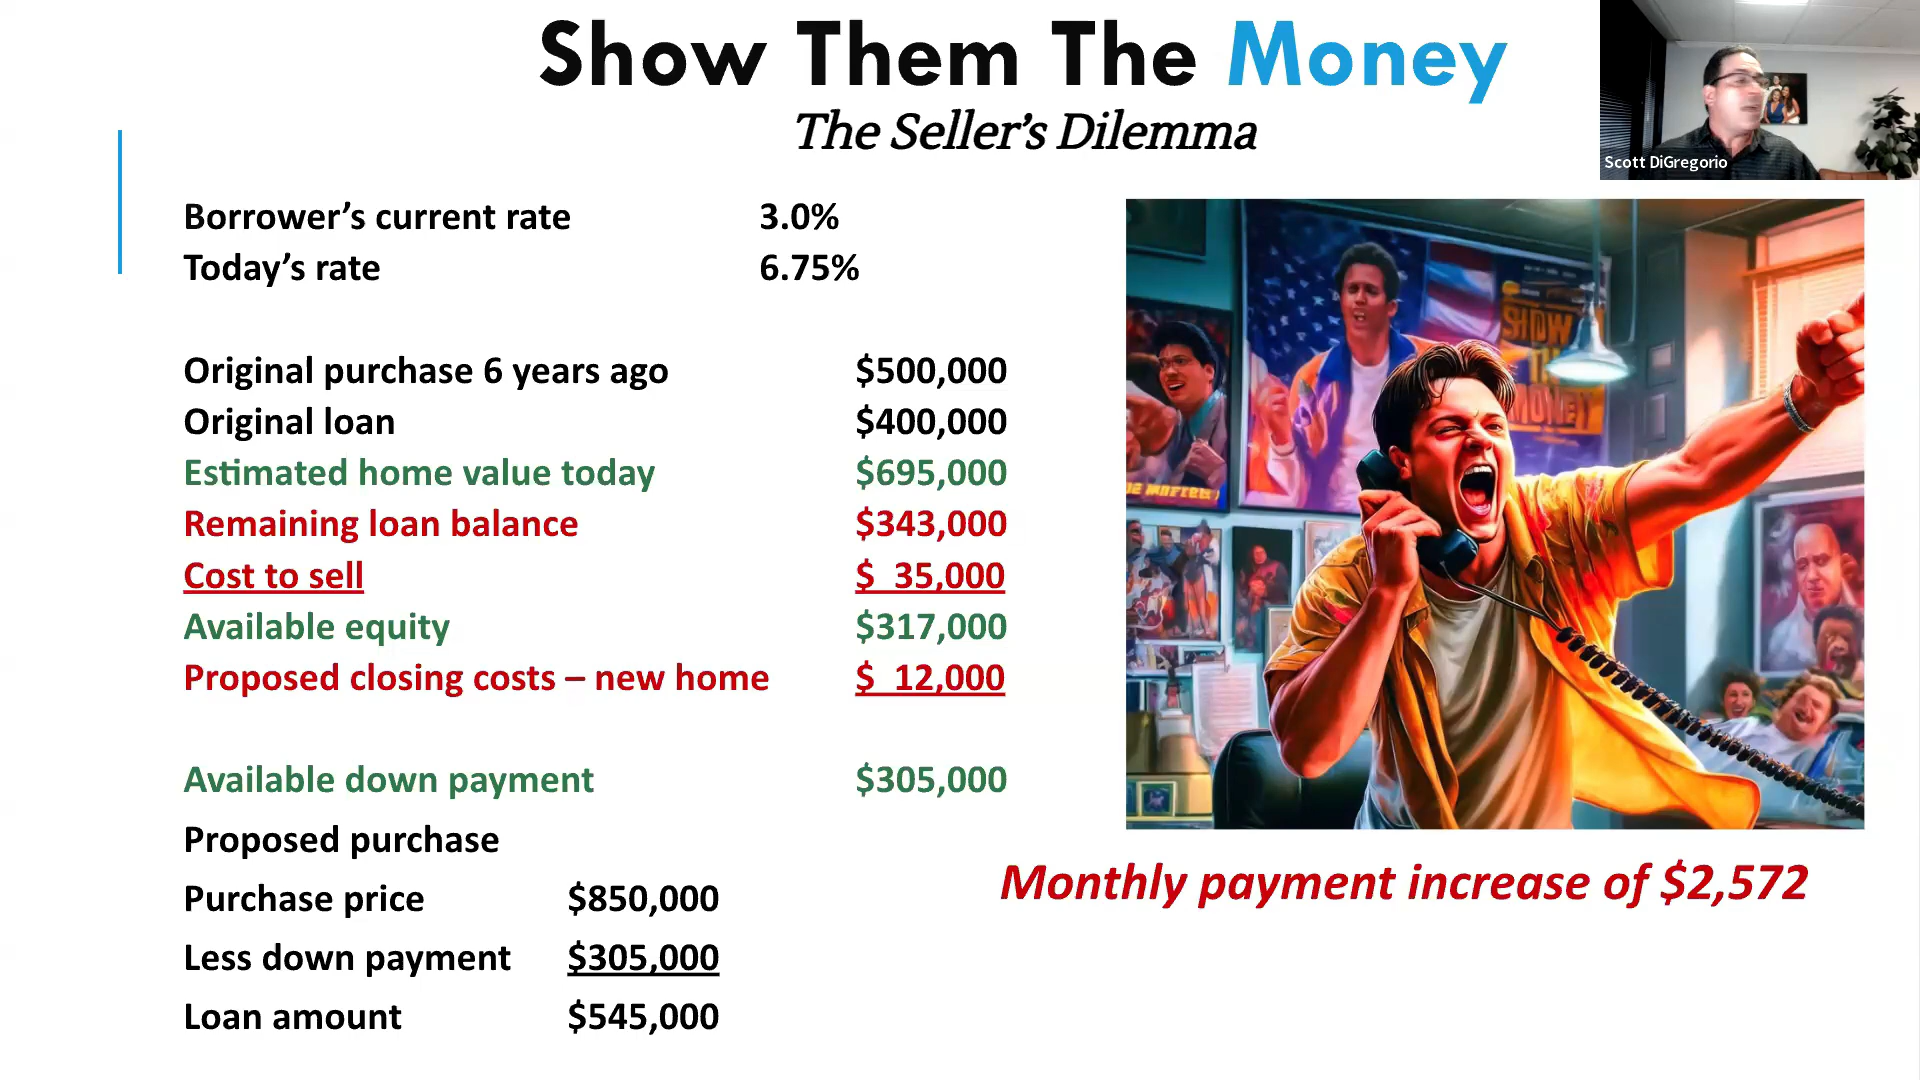 Show Them The Money
The Seller's Dilemma
Scott DiGregorio
Borrower's current rate 3.0%
Today's rate 6.75%
Original purchase 6 years ago $500,000
Original loan $400,000
Estimated home value today $695,000
Remaining loan balance $343,000
Cost to sell $ 35,000
Available equity $317,000
Proposed closing costs – new home $ 12,000
Available down payment $305,000
Proposed purchase
Purchase price $850,000
Less down payment $305,000
Loan amount $545,000
SHOW
THE
MONEY
Monthly payment increase of $2,572